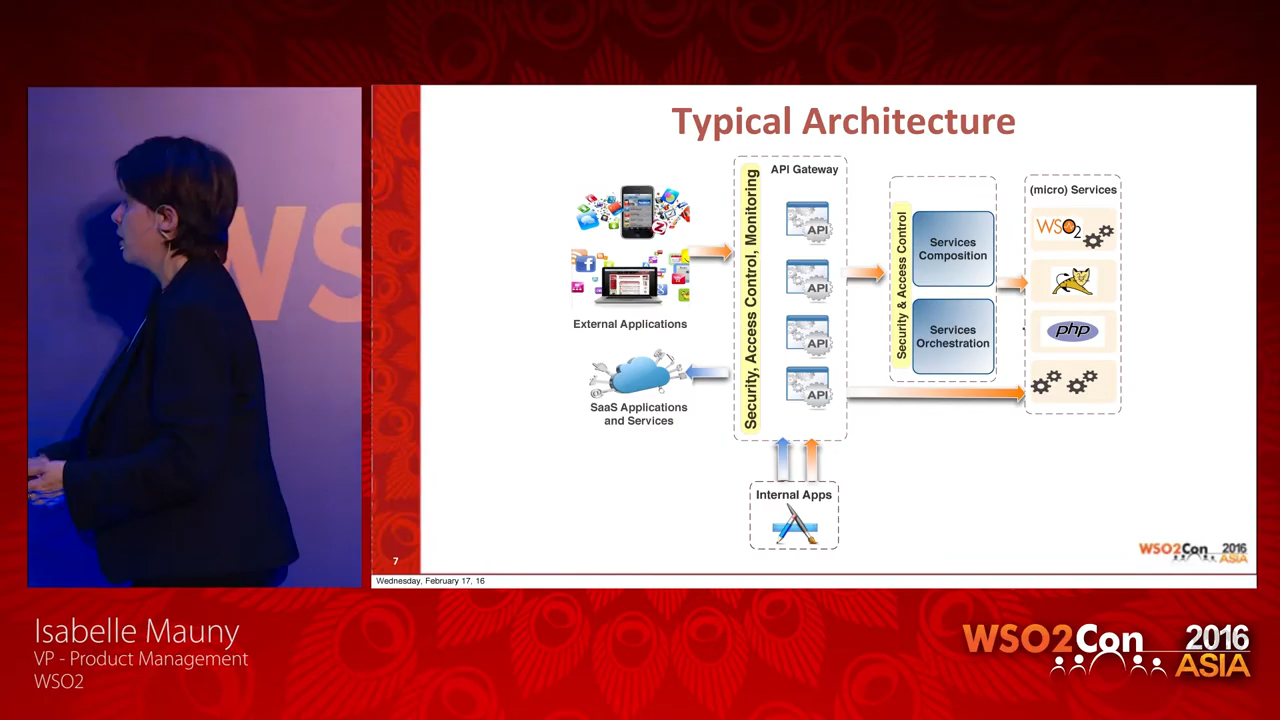 WS
Typical Architecture
Security, Access Control, Monitoring
API Gateway
API
API
API
API
External Applications
SaaS Applications
and Services
Internal Apps
Security & Access Control
Services
Composition
Services
Orchestration
(micro) Services
WSO2
php
7
WSO2Con 2016
ASIA
Wednesday, February 17, 16
Isabelle Mauny
VP - Product Management
WSO2
WSO2Con 2016
ASIA